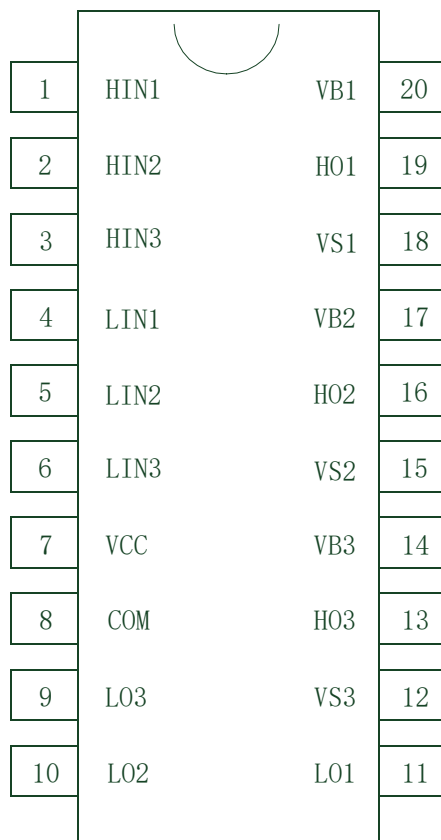 1 HIN1 VB1 20
2 HIN2 HO1 19
3 HIN3 VS1 18
4 LIN1 VB2 17
5 LIN2 HO2 16
6 LIN3 VS2 15
7 VCC VB3 14
8 COM HO3 13
9 LO3 VS3 12
10 LO2 LO1 11